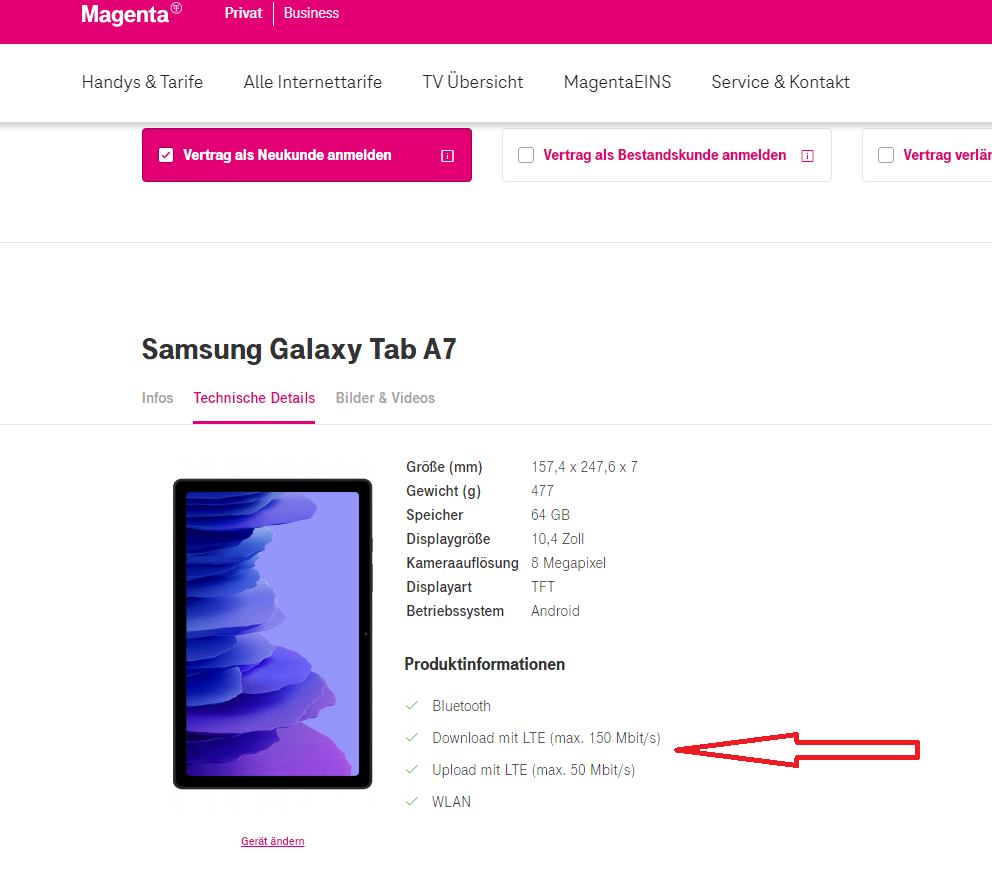 Magenta
Privat Business
Handys & Tarife Alle Internettarife TV Übersicht MagentaEINS Service & Kontakt
Vertrag als Neukunde anmelden Vertrag als Bestandskunde anmelden Vertrag verlän
Samsung Galaxy Tab A7
Infos Technische Details Bilder & Videos
Größe (mm) 157,4 x 247,6 x 7
Gewicht (g) 477
Speicher 64 GB
Displaygröße 10,4 Zoll
Kameraauflösung 8 Megapixel
Displayart TFT
Betriebssystem Android
Produktinformationen
Bluetooth
Download mit LTE (max. 150 Mbit/s)
Upload mit LTE (max. 50 Mbit/s)
WLAN
Gerät ändern